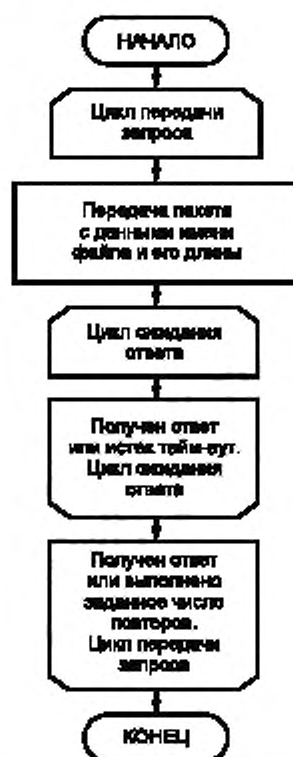 НАЧАЛО
Цикл передачи
запроса
Передача пакета
с данными имени
файла и его длины
Цикл ожидания
ответа
Получен ответ
или истек тайм-аут.
Цикл ожидания
ответа
Получен ответ
или выполнено
заданное число
повторов.
Цикл передачи
запроса
КОНЕЦ